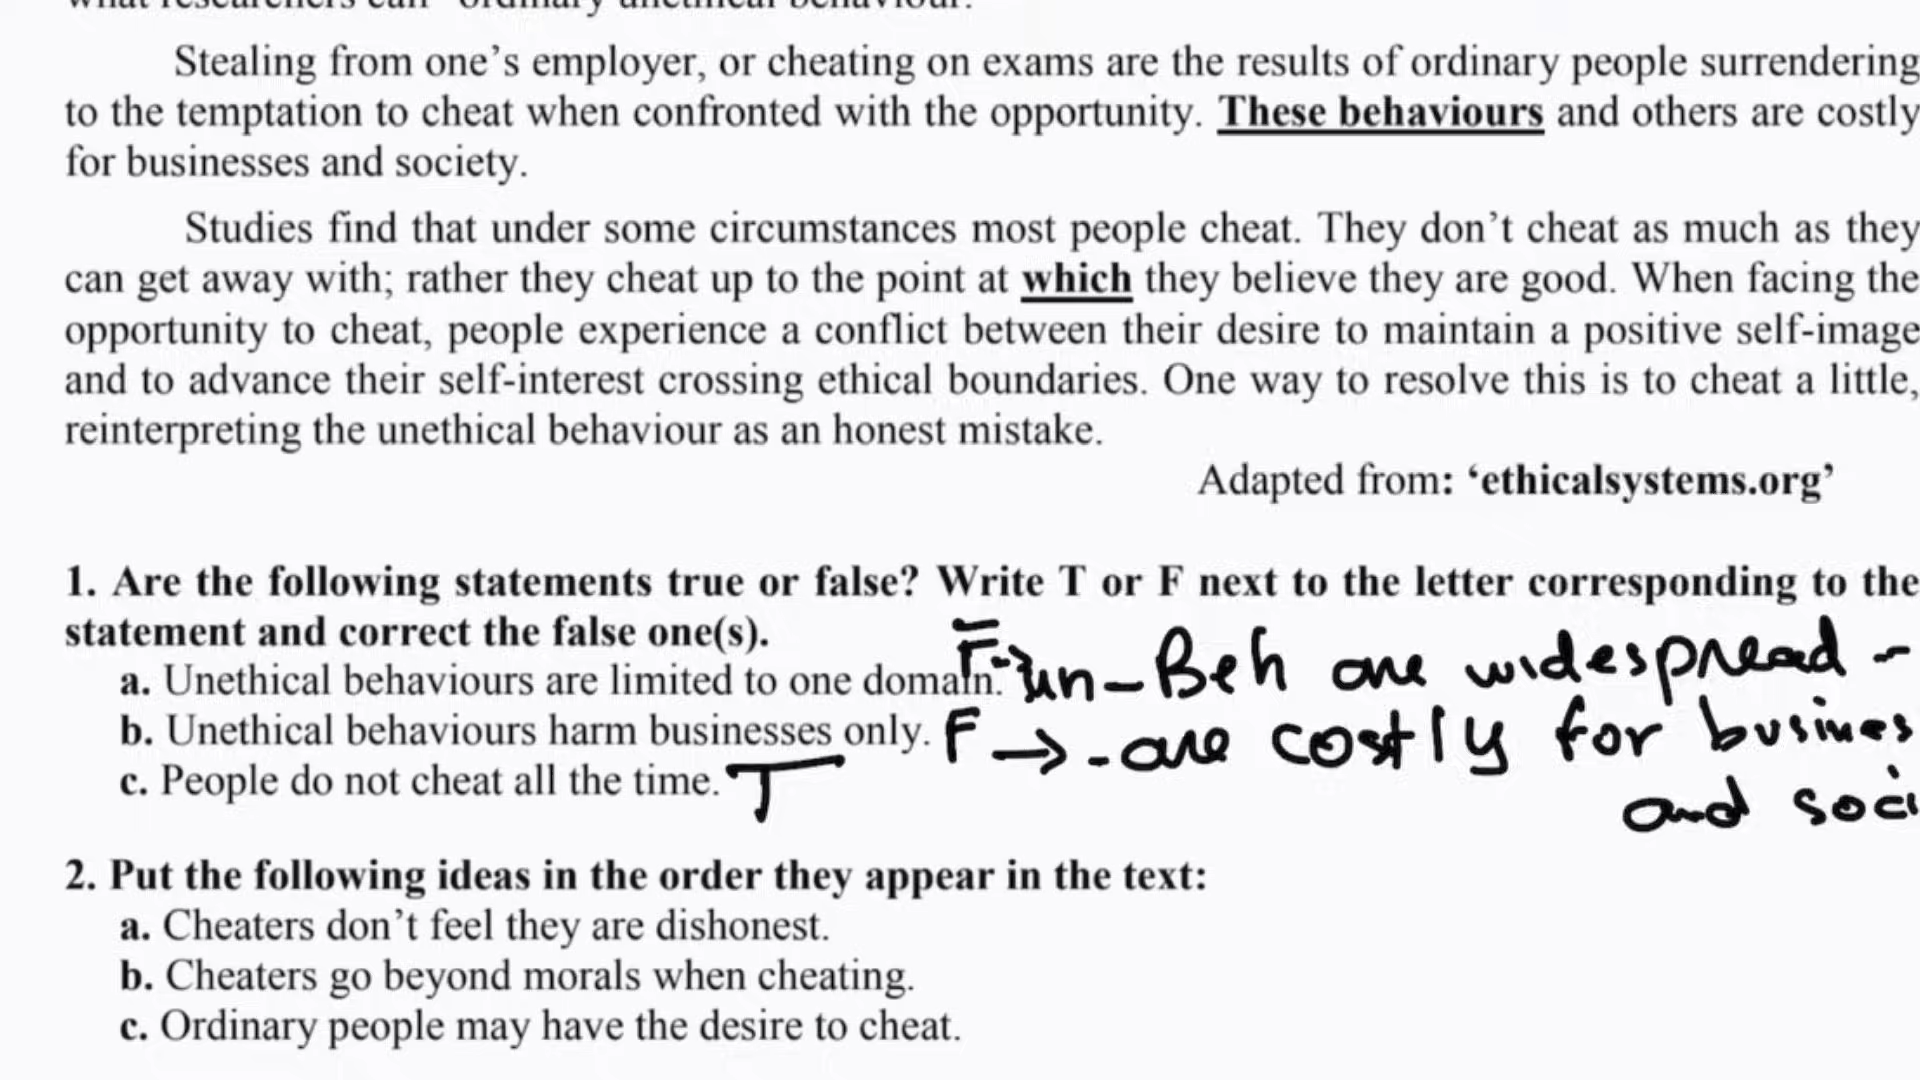 Stealing from one's employer, or cheating on exams are the results of ordinary people surrendering
to the temptation to cheat when confronted with the opportunity. These behaviours and others are costly
for businesses and society.
Studies find that under some circumstances most people cheat. They don't cheat as much as they
can get away with; rather they cheat up to the point at which they believe they are good. When facing the
opportunity to cheat, people experience a conflict between their desire to maintain a positive self-image
and to advance their self-interest crossing ethical boundaries. One way to resolve this is to cheat a little,
reinterpreting the unethical behaviour as an honest mistake.
Adapted from: 'ethicalsystems.org'
1. Are the following statements true or false? Write T or F next to the letter corresponding to the
statement and correct the false one(s).
a. Unethical behaviours are limited to one domain. F→un-Beh are widespread -
b. Unethical behaviours harm businesses only. F → - are costly for busines
c. People do not cheat all the time. T
and soci
2. Put the following ideas in the order they appear in the text:
a. Cheaters don't feel they are dishonest.
b. Cheaters go beyond morals when cheating.
c. Ordinary people may have the desire to cheat.